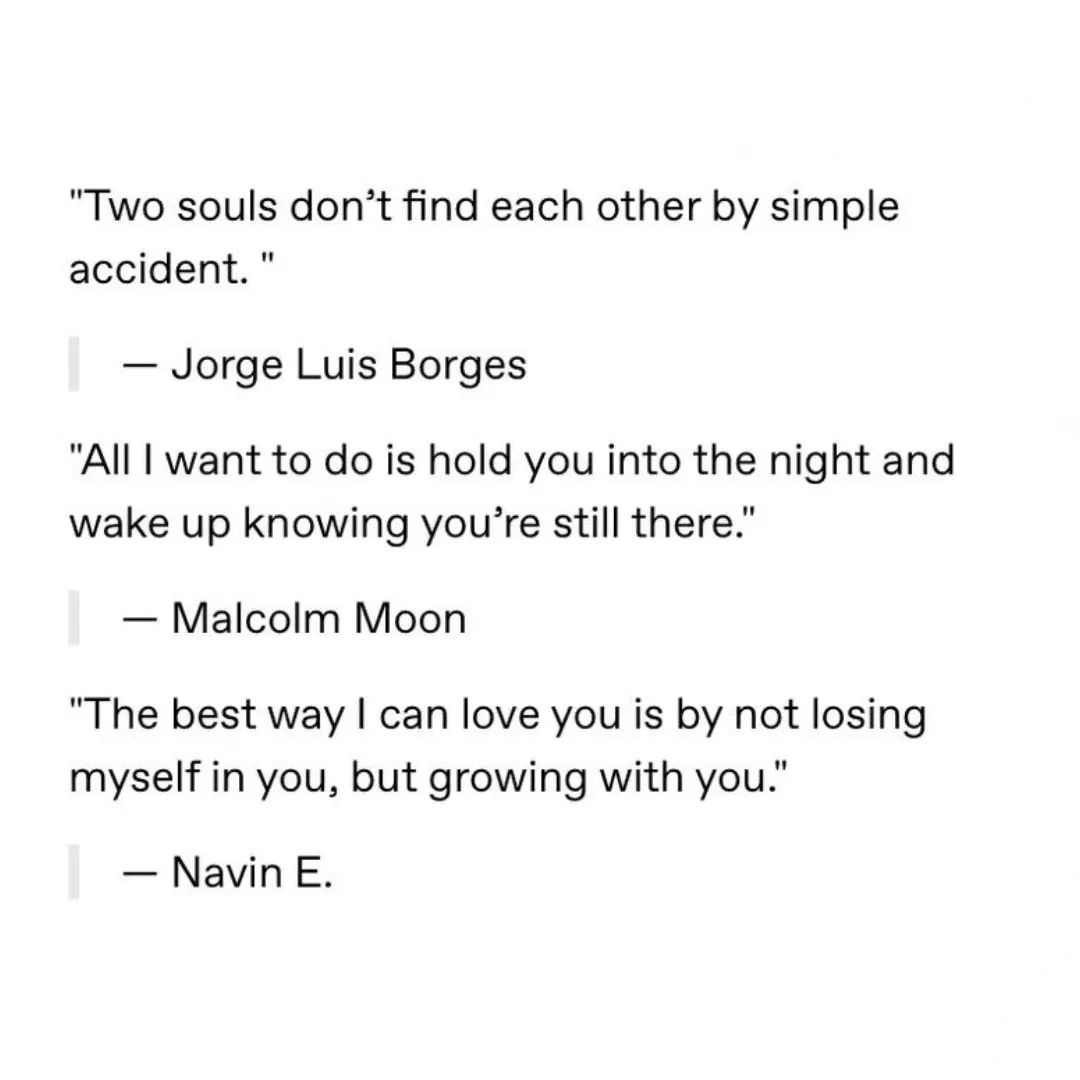 "Two souls don’t find each other by simple
accident. "
— Jorge Luis Borges
"All I want to do is hold you into the night and
wake up knowing you’re still there."
— Malcolm Moon
"The best way I can love you is by not losing
myself in you, but growing with you."
— Navin E.